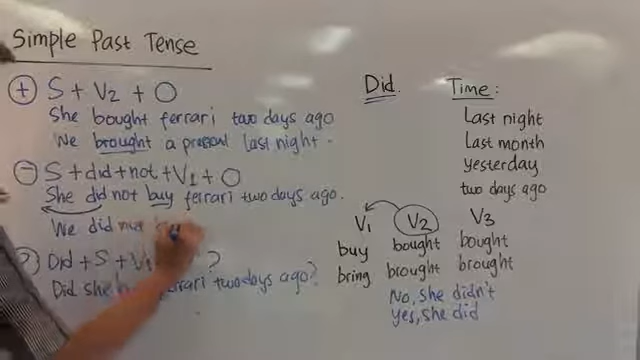 Simple Past Tense
(+) S + V2 + O
She bought ferrari two days ago
We brought a present last night.
(-) S + did + not + V1 + O
She did not buy ferrari two days ago.
We did not
Did + S + V1 ?
Did she ferrari two days ago?
Did.
Time:
Last night
Last month
yesterday
two days ago
V1 V2 V3
buy bought bought
bring brought brought
No, she didn't
yes, she did